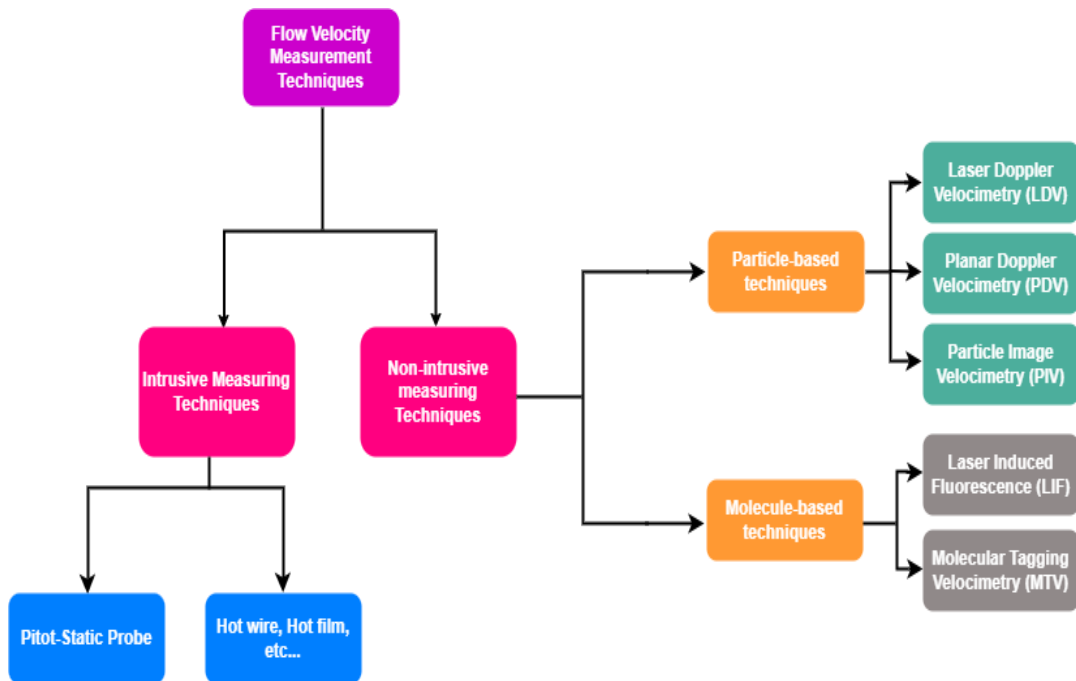 Flow Velocity
Measurement
Techniques
Intrusive Measuring
Techniques
Non-intrusive
measuring
Techniques
Pitot-Static Probe
Hot wire, Hot film,
etc...
Particle-based
techniques
Molecule-based
techniques
Laser Doppler
Velocimetry (LDV)
Planar Doppler
Velocimetry (PDV)
Particle Image
Velocimetry (PIV)
Laser Induced
Fluorescence (LIF)
Molecular Tagging
Velocimetry (MTV)